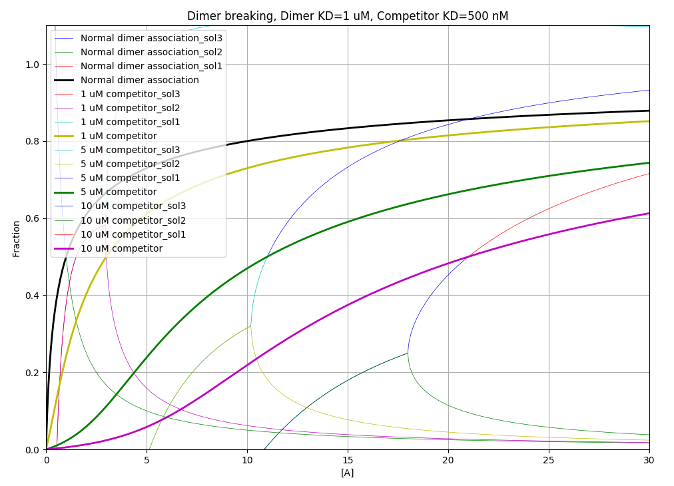 Dimer breaking, Dimer KD=1 uM, Competitor KD=500 nM
Normal dimer association_sol3
Normal dimer association_sol2
Normal dimer association_sol1
Normal dimer association
1 uM competitor_sol3
1 uM competitor_sol2
1 uM competitor_sol1
1 uM competitor
5 uM competitor_sol3
5 uM competitor_sol2
5 uM competitor_sol1
5 uM competitor
10 uM competitor_sol3
10 uM competitor_sol2
10 uM competitor_sol1
10 uM competitor
1.0
0.8
0.6
0.4
0.2
0.0
Fraction
0 5 10 15 20 25 30
[A]